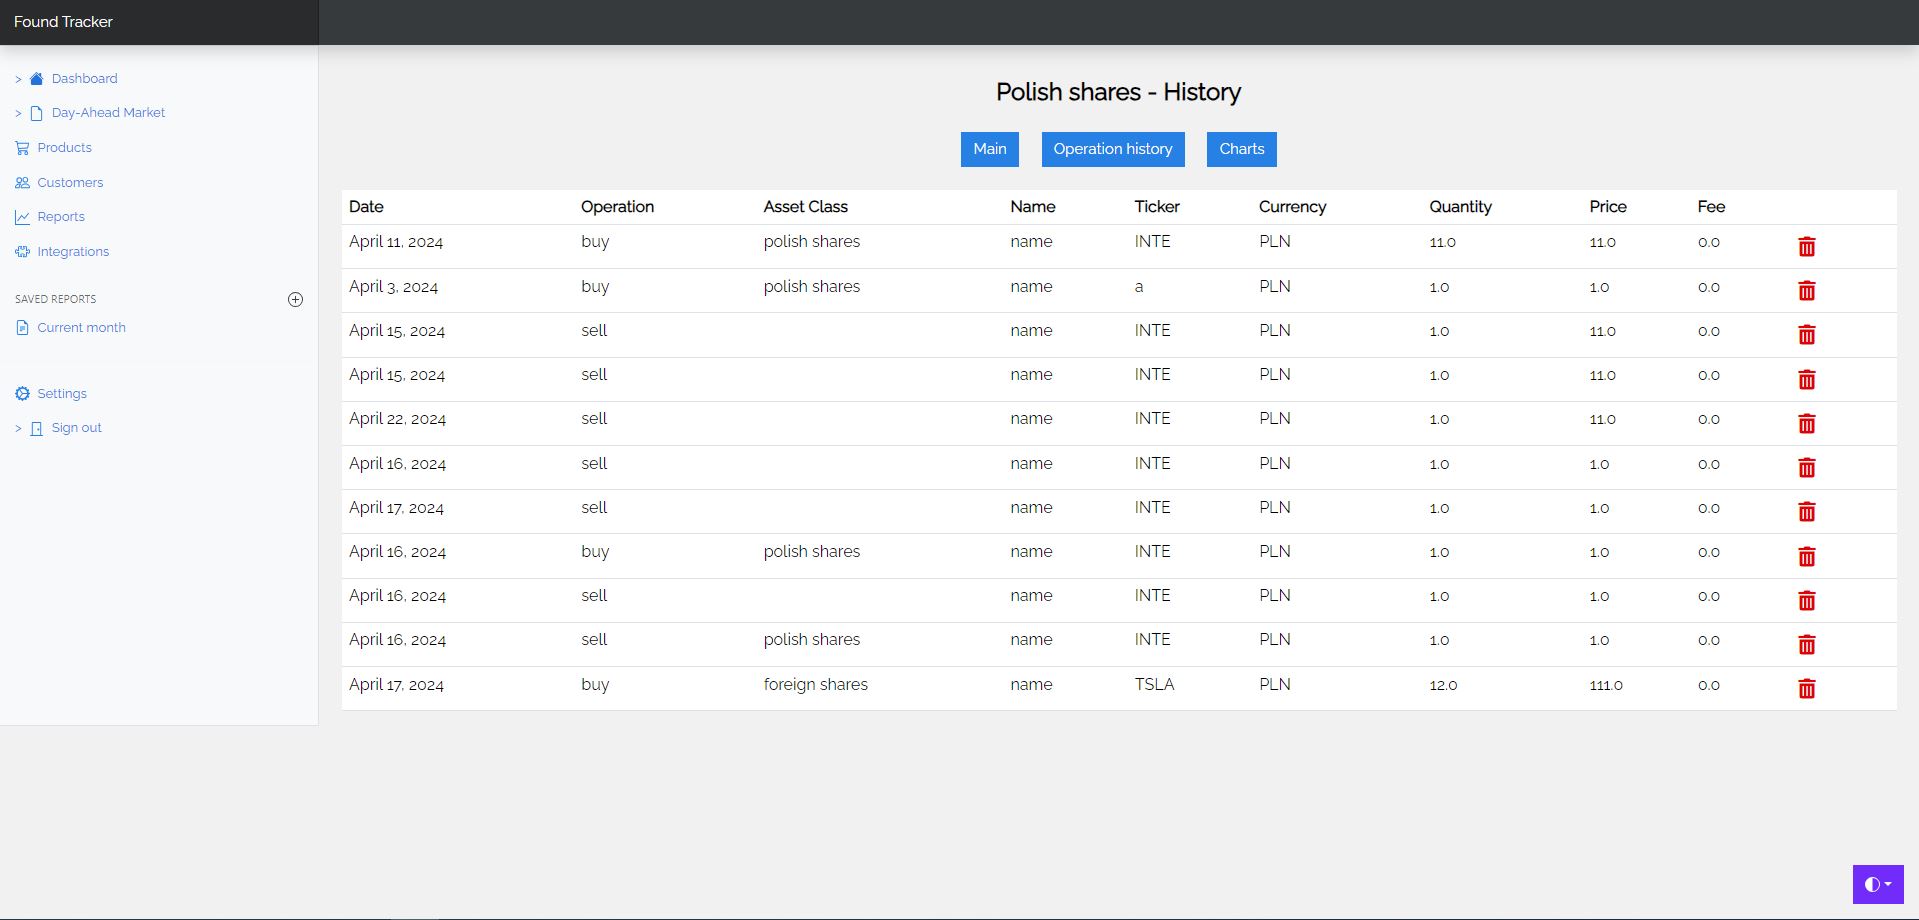 Found Tracker
> Dashboard
> Day-Ahead Market
Products
Customers
Reports
Integrations
SAVED REPORTS
Current month
Settings
> Sign out
Polish shares - History
Main Operation history Charts
Date Operation Asset Class Name Ticker Currency Quantity Price Fee
April 11, 2024 buy polish shares name INTE PLN 11.0 11.0 0.0
April 3, 2024 buy polish shares name a PLN 1.0 1.0 0.0
April 15, 2024 sell name INTE PLN 1.0 11.0 0.0
April 15, 2024 sell name INTE PLN 1.0 11.0 0.0
April 22, 2024 sell name INTE PLN 1.0 11.0 0.0
April 16, 2024 sell name INTE PLN 1.0 1.0 0.0
April 17, 2024 sell name INTE PLN 1.0 1.0 0.0
April 16, 2024 buy polish shares name INTE PLN 1.0 1.0 0.0
April 16, 2024 sell name INTE PLN 1.0 1.0 0.0
April 16, 2024 sell polish shares name INTE PLN 1.0 1.0 0.0
April 17, 2024 buy foreign shares name TSLA PLN 12.0 111.0 0.0